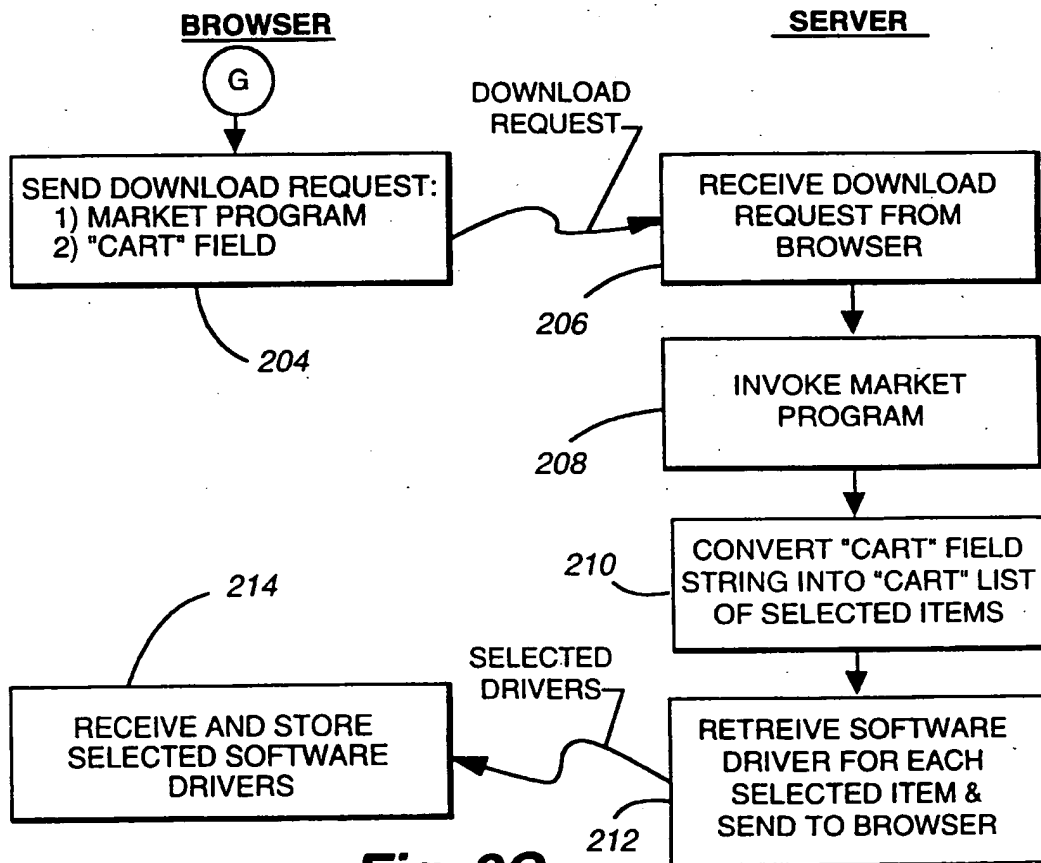 BROWSER
SERVER
G
DOWNLOAD
REQUEST
SEND DOWNLOAD REQUEST:
1) MARKET PROGRAM
2) "CART" FIELD
RECEIVE DOWNLOAD
REQUEST FROM
BROWSER
204
206
INVOKE MARKET
PROGRAM
208
CONVERT "CART" FIELD
STRING INTO "CART" LIST
OF SELECTED ITEMS
210
214
SELECTED
DRIVERS
RECEIVE AND STORE
SELECTED SOFTWARE
DRIVERS
RETREIVE SOFTWARE
DRIVER FOR EACH
SELECTED ITEM &
SEND TO BROWSER
212
Fig.